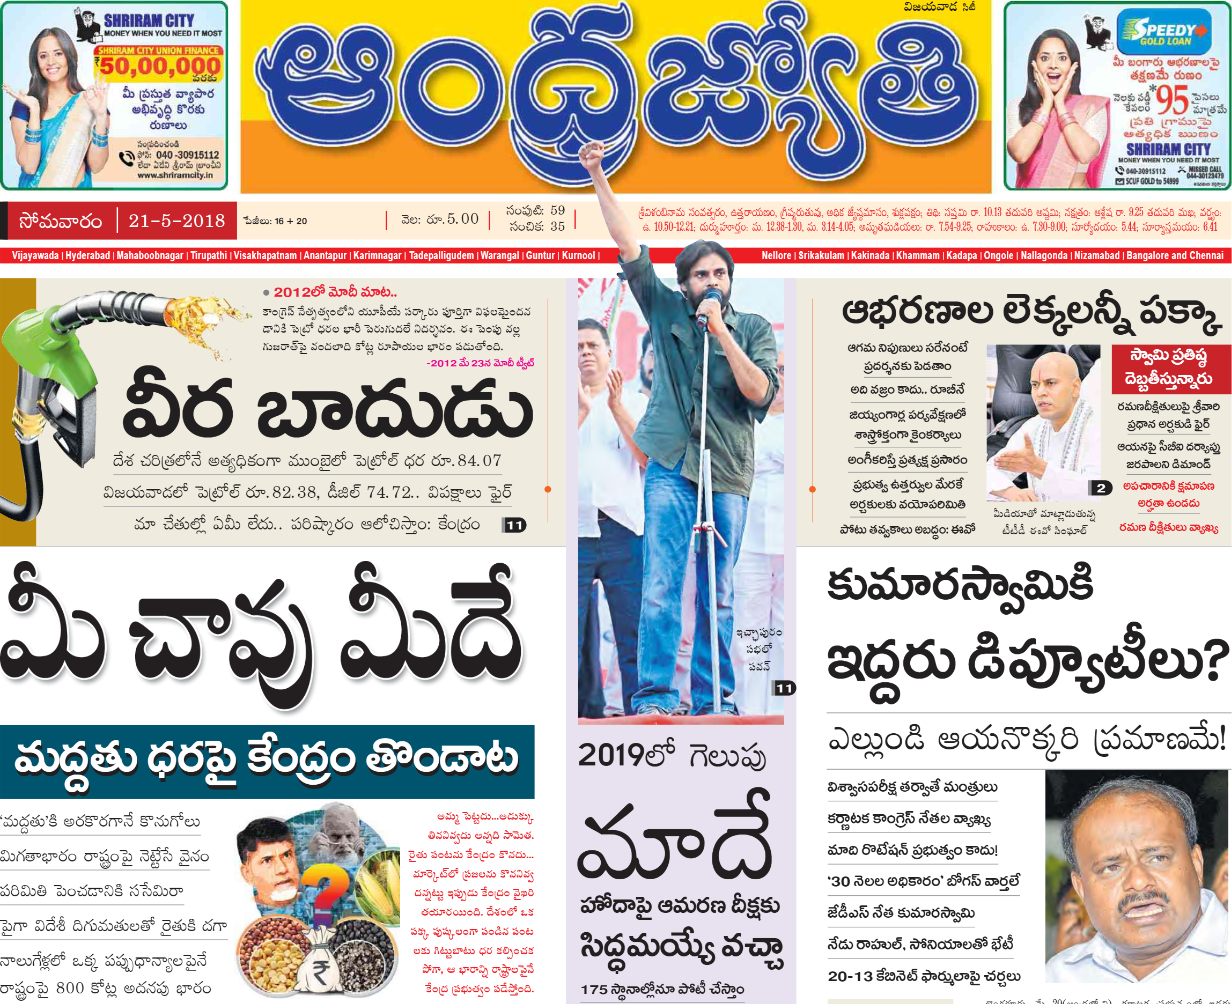 SHRIRAM CITY
MONEY WHEN YOU NEED IT MOST
SHRIRAM CITY UNION FINANCE
₹50,00,000
వరకు
మీ ప్రస్తుత వ్యాపార
అభివృద్ధి కొరకు
రుణాలు
సంప్రదించండి
ఫోన్: 040 -30915112
లేదా ఏదేని శ్రీరామ్ బ్రాంచీని
www.shriramcity.in
విజయవాడ సిటీ
ఆంధ్రజ్యోతి
SPEEDY
GOLD LOAN
మీ బంగారు ఆభరణాలపై
తక్షణమే రుణం
నెలకు వడ్డీ కేవలం *95 పైసలు మాత్రమే
ప్రతి గ్రాముపై
అత్యధిక ఋణం
SHRIRAM CITY
MONEY WHEN YOU NEED IT MOST
040-30915112
MISSED CALL
044-30123479
SCUF GOLD to 54999
సోమవారం | 21-5-2018
పేజీలు: 16 + 20
వెల: రూ.5.00
సంపుటి: 59
సంచిక: 35
శ్రీవిళంబినామ సంవత్సరం, ఉత్తరాయణం, గ్రీష్మరుతువు, అధిక జ్యేష్ఠమాసం, శుక్లపక్షం; తిథి: సప్తమి రా. 10.13 తదుపరి అష్టమి; నక్షత్రం: ఆశ్లేష రా. 9.25 తదుపరి మఖ; వర్జ్యం:
ఉ. 10.50-12.21; దుర్ముహూర్తం: మ. 12.38-1.30, మ. 3.14-4.05; అమృతఘడియలు: రా. 7.54-9.25; రాహుకాలం: ఉ. 7.30-9.00; సూర్యోదయం: 5.44; సూర్యాస్తమయం: 6.41
Vijayawada | Hyderabad | Mahaboobnagar | Tirupathi | Visakhapatnam | Anantapur | Karimnagar | Tadepalligudem | Warangal | Guntur | Kurnool |
Nellore | Srikakulam | Kakinada | Khammam | Kadapa | Ongole | Nallagonda | Nizamabad | Bangalore and Chennai
2012లో మోదీ మాట..
కాంగ్రెస్ నేతృత్వంలోని యూపీయే సర్కారు పూర్తిగా విఫలమైందన
డానికి పెట్రో ధరల భారీ పెరుగుదలే నిదర్శనం. ఈ పెంపు వల్ల
గుజరాత్‌పై వందలాది కోట్ల రూపాయల భారం పడుతోంది.
-2012 మే 23న మోదీ ట్వీట్
వీర బాదుడు
దేశ చరిత్రలోనే అత్యధికంగా ముంబైలో పెట్రోల్ ధర రూ.84.07
విజయవాడలో పెట్రోల్ రూ.82.38, డీజిల్ 74.72.. విపక్షాలు ఫైర్
మా చేతుల్లో ఏమీ లేదు.. పరిష్కారం ఆలోచిస్తాం: కేంద్రం 11
మీ చావు మీదే
మద్దతు ధరపై కేంద్రం తొండాట
'మద్దతు'కి అరకొరగానే కొనుగోలు
మిగతాభారం రాష్ట్రంపై నెట్టేసే వైనం
పరిమితి పెంచడానికి ససేమిరా
పైగా విదేశీ దిగుమతులతో రైతుకి దగా
నాలుగేళ్లలో ఒక్క పప్పుధాన్యాలపైనే
రాష్ట్రంపై 800 కోట్ల అదనపు భారం
?
₹
అమ్మ పెట్టదు...అడుక్కు
తిననివ్వదు అన్నది సామెత.
రైతు పంటను కేంద్రం కొనదు...
మార్కెట్‌లో ప్రజలను కొననివ్వ
దన్నట్టు ఇప్పుడు కేంద్రం వైఖరి
తయారయింది. దేశంలో ఒక
పక్క పుష్కలంగా పండిన పంట
లకు గిట్టుబాటు ధర కల్పించక
పోగా, ఆ భారాన్ని రాష్ట్రాలపైనే
కేంద్ర ప్రభుత్వం పడేస్తోంది.
ఇచ్ఛాపురం
సభలో
పవన్
11
2019లో గెలుపు
మాదే
హోదాపై ఆమరణ దీక్షకు
సిద్ధమయ్యే వచ్చా
175 స్థానాల్లోనూ పోటీ చేస్తాం
ఆభరణాల లెక్కలన్నీ పక్కా
ఆగమ నిపుణులు సరేనంటే
ప్రదర్శనకు పెడతాం
అది వజ్రం కాదు.. రూబీనే
జియ్యంగార్ల పర్యవేక్షణలో
శాస్త్రోక్తంగా కైంకర్యాలు
అంగీకరిస్తే ప్రత్యక్ష ప్రసారం
ప్రభుత్వ ఉత్తర్వుల మేరకే
అర్చకులకు వయోపరిమితి
పోటు తవ్వకాలు అబద్ధం: ఈవో
2
మీడియాతో మాట్లాడుతున్న
టీటీడీ ఈవో సింఘాల్
స్వామి ప్రతిష్ఠ
దెబ్బతీస్తున్నారు
రమణదీక్షితులుపై శ్రీవారి
ప్రధాన అర్చకుడి ఫైర్
ఆయనపై సీబీఐ దర్యాప్తు
జరపాలని డిమాండ్
అపచారానికి క్షమాపణ
అర్హతా ఉండదు
రమణ దీక్షితులు వ్యాఖ్య
కుమారస్వామికి
ఇద్దరు డిప్యూటీలు?
ఎల్లుండి ఆయనొక్కరి ప్రమాణమే!
విశ్వాసపరీక్ష తర్వాతే మంత్రులు
కర్ణాటక కాంగ్రెస్ నేతల వ్యాఖ్య
మాది రొటేషన్ ప్రభుత్వం కాదు!
'30 నెలల అధికారం' బోగస్ వార్తలే
జేడీఎస్ నేత కుమారస్వామి
నేడు రాహుల్, సోనియాలతో భేటీ
20-13 కేబినెట్ ఫార్ములాపై చర్చలు